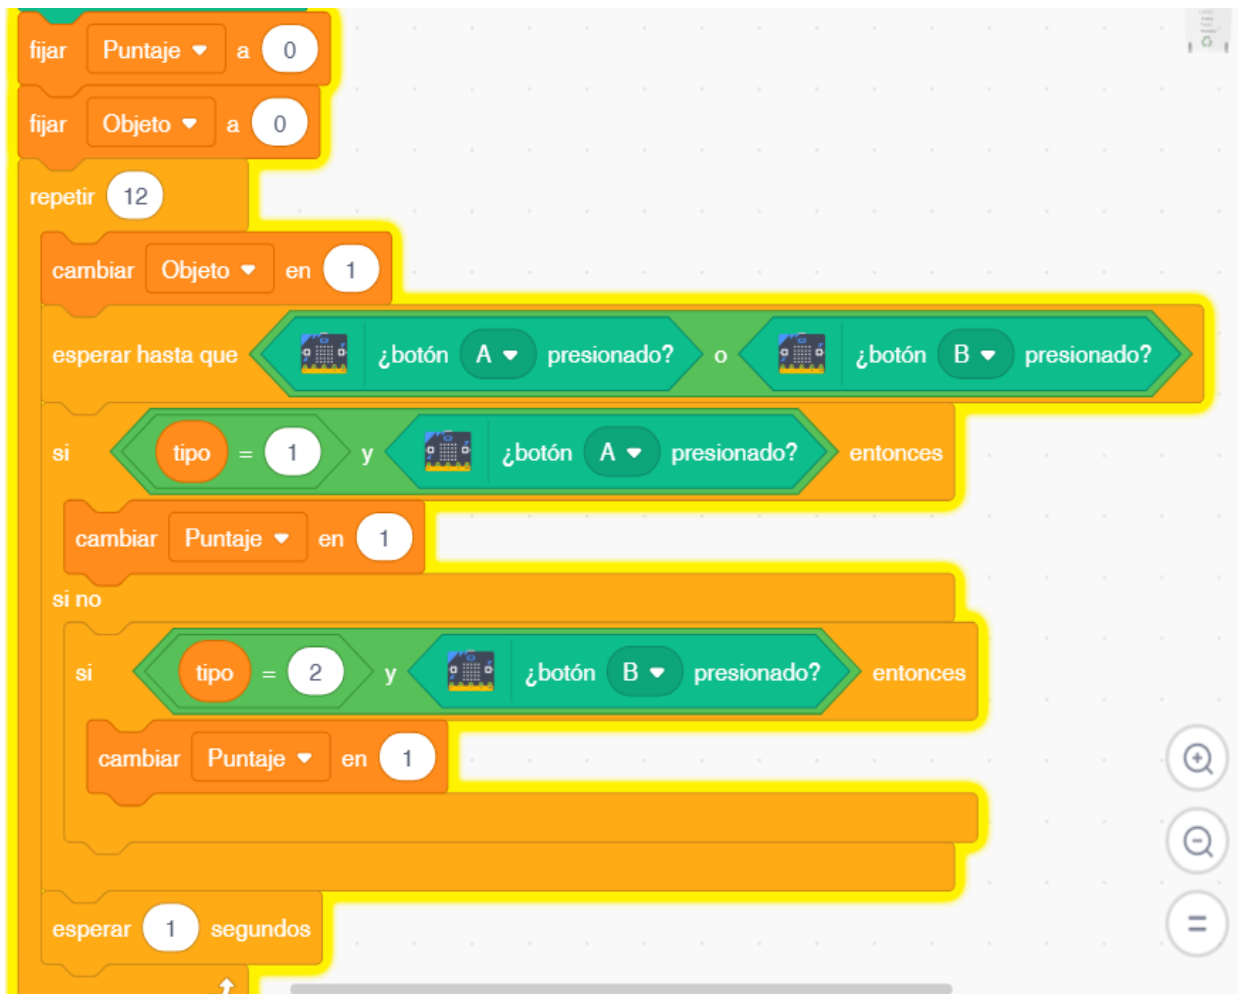 fijar Puntaje a 0
fijar Objeto a 0
repetir 12
cambiar Objeto en 1
esperar hasta que ¿botón A presionado? o ¿botón B presionado?
si tipo = 1 y ¿botón A presionado? entonces
cambiar Puntaje en 1
si no
si tipo = 2 y ¿botón B presionado? entonces
cambiar Puntaje en 1
esperar 1 segundos